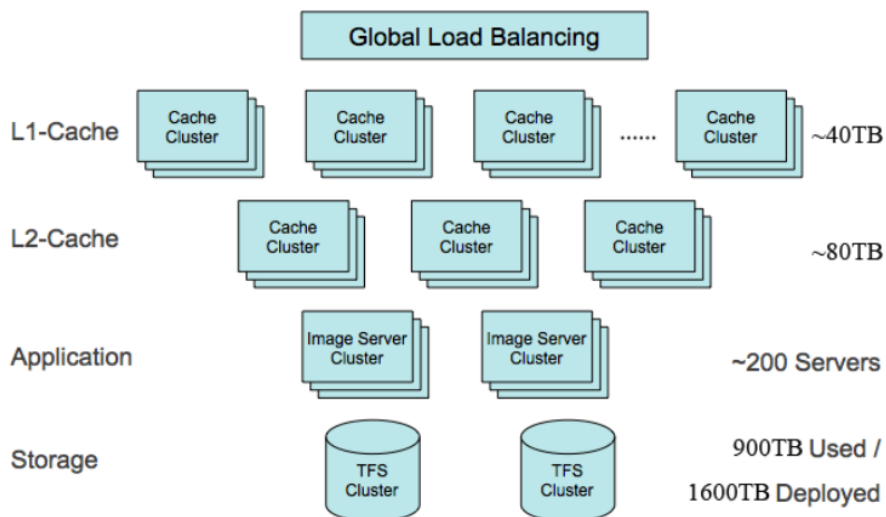 Global Load Balancing
L1-Cache
Cache
Cluster
Cache
Cluster
Cache
Cluster
......
Cache
Cluster
~40TB
L2-Cache
Cache
Cluster
Cache
Cluster
Cache
Cluster
~80TB
Application
Image Server
Cluster
Image Server
Cluster
~200 Servers
Storage
TFS
Cluster
TFS
Cluster
900TB Used /
1600TB Deployed